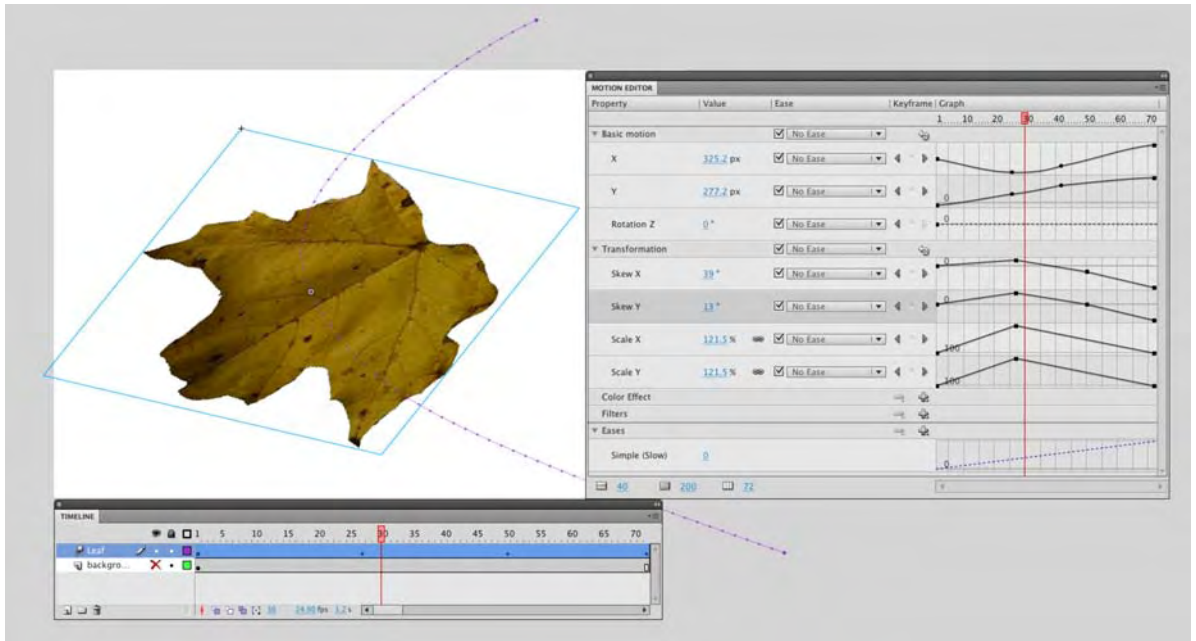 MOTION EDITOR
Property Value Ease Keyframe Graph
1 10 20 30 40 50 60 70
Basic motion No Ease
X 325.2 px No Ease
Y 277.2 px No Ease 0
Rotation Z 0° No Ease 0
Transformation No Ease
Skew X 39° No Ease 0
Skew Y 13° No Ease 0
Scale X 121.5 % No Ease 100
Scale Y 121.5 % No Ease 100
Color Effect
Filters
Eases
Simple (Slow) 0 0
40 200 72
TIMELINE
1 5 10 15 20 25 30 35 40 45 50 55 60 65 70
Leaf
backgro...
30 24.00 fps 1.2 s